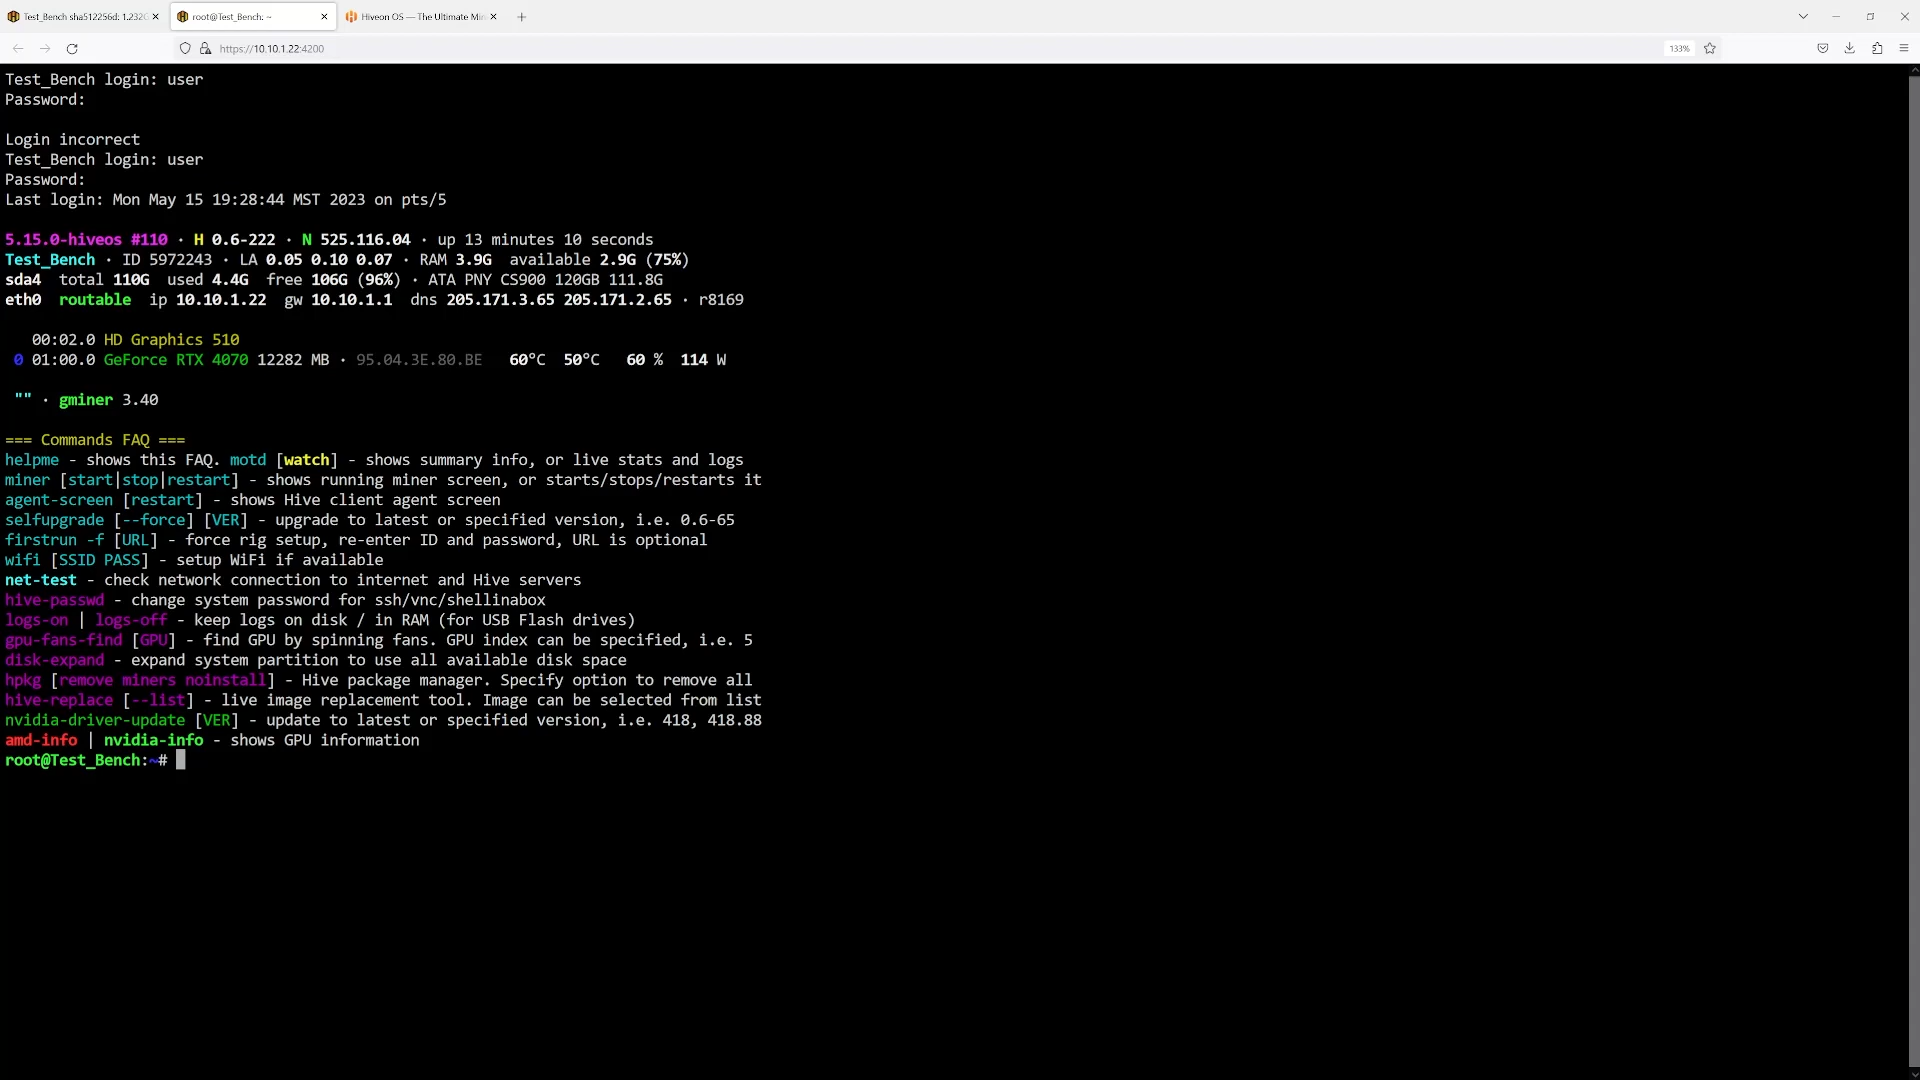 Test_Bench sha512256d: 1.232G
root@Test_Bench: ~
Hiveon OS — The Ultimate Min
https://10.10.1.22:4200
133%
Test_Bench login: user
Password:
Login incorrect
Test_Bench login: user
Password:
Last login: Mon May 15 19:28:44 MST 2023 on pts/5
5.15.0-hiveos #110 · H 0.6-222 · N 525.116.04 · up 13 minutes 10 seconds
Test_Bench · ID 5972243 · LA 0.05 0.10 0.07 · RAM 3.9G  available 2.9G (75%)
sda4  total 110G  used 4.4G  free 106G (96%) · ATA PNY CS900 120GB 111.8G
eth0  routable  ip 10.10.1.22  gw 10.10.1.1  dns 205.171.3.65 205.171.2.65 · r8169
00:02.0 HD Graphics 510
0 01:00.0 GeForce RTX 4070 12282 MB · 95.04.3E.80.BE   60°C  50°C   60 %  114 W
"" · gminer 3.40
=== Commands FAQ ===
helpme - shows this FAQ. motd [watch] - shows summary info, or live stats and logs
miner [start|stop|restart] - shows running miner screen, or starts/stops/restarts it
agent-screen [restart] - shows Hive client agent screen
selfupgrade [--force] [VER] - upgrade to latest or specified version, i.e. 0.6-65
firstrun -f [URL] - force rig setup, re-enter ID and password, URL is optional
wifi [SSID PASS] - setup WiFi if available
net-test - check network connection to internet and Hive servers
hive-passwd - change system password for ssh/vnc/shellinabox
logs-on | logs-off - keep logs on disk / in RAM (for USB Flash drives)
gpu-fans-find [GPU] - find GPU by spinning fans. GPU index can be specified, i.e. 5
disk-expand - expand system partition to use all available disk space
hpkg [remove miners noinstall] - Hive package manager. Specify option to remove all
hive-replace [--list] - live image replacement tool. Image can be selected from list
nvidia-driver-update [VER] - update to latest or specified version, i.e. 418, 418.88
amd-info | nvidia-info - shows GPU information
root@Test_Bench:~#